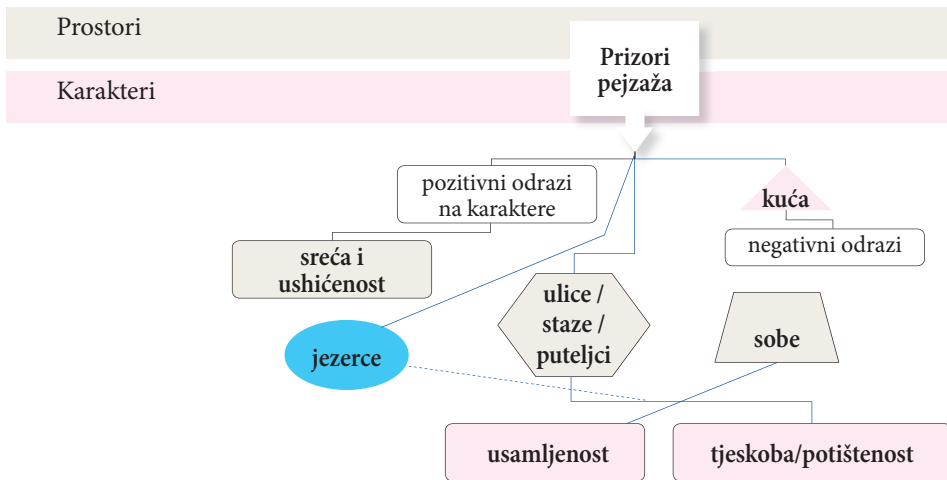 Prostori
Prizori
pejzaža
Karakteri
pozitivni odrazi
na karaktere
kuća
negativni odrazi
sreća i
ushićenost
ulice /
staze /
puteljci
sobe
jezerce
usamljenost
tjeskoba/potištenost